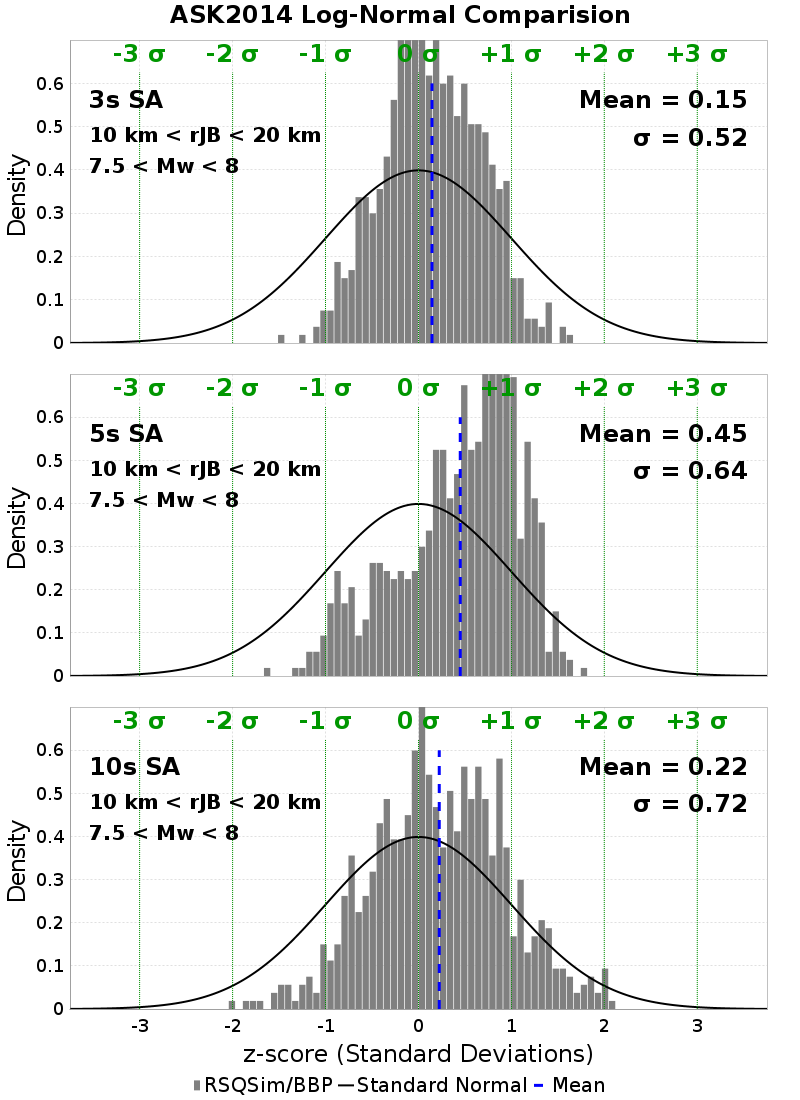 ASK2014 Log-Normal Comparision
-3 σ -2 σ -1 σ 0 σ +1 σ +2 σ +3 σ
3s SA
Mean = 0.15
10 km < rJB < 20 km
σ = 0.52
7.5 < Mw < 8
Density
0.6
0.5
0.4
0.3
0.2
0.1
0
-3 σ -2 σ -1 σ 0 σ +1 σ +2 σ +3 σ
5s SA
Mean = 0.45
10 km < rJB < 20 km
σ = 0.64
7.5 < Mw < 8
Density
0.6
0.5
0.4
0.3
0.2
0.1
0
-3 σ -2 σ -1 σ 0 σ +1 σ +2 σ +3 σ
10s SA
Mean = 0.22
10 km < rJB < 20 km
σ = 0.72
7.5 < Mw < 8
Density
0.6
0.5
0.4
0.3
0.2
0.1
0
-3 -2 -1 0 1 2 3
z-score (Standard Deviations)
RSQSim/BBP Standard Normal Mean